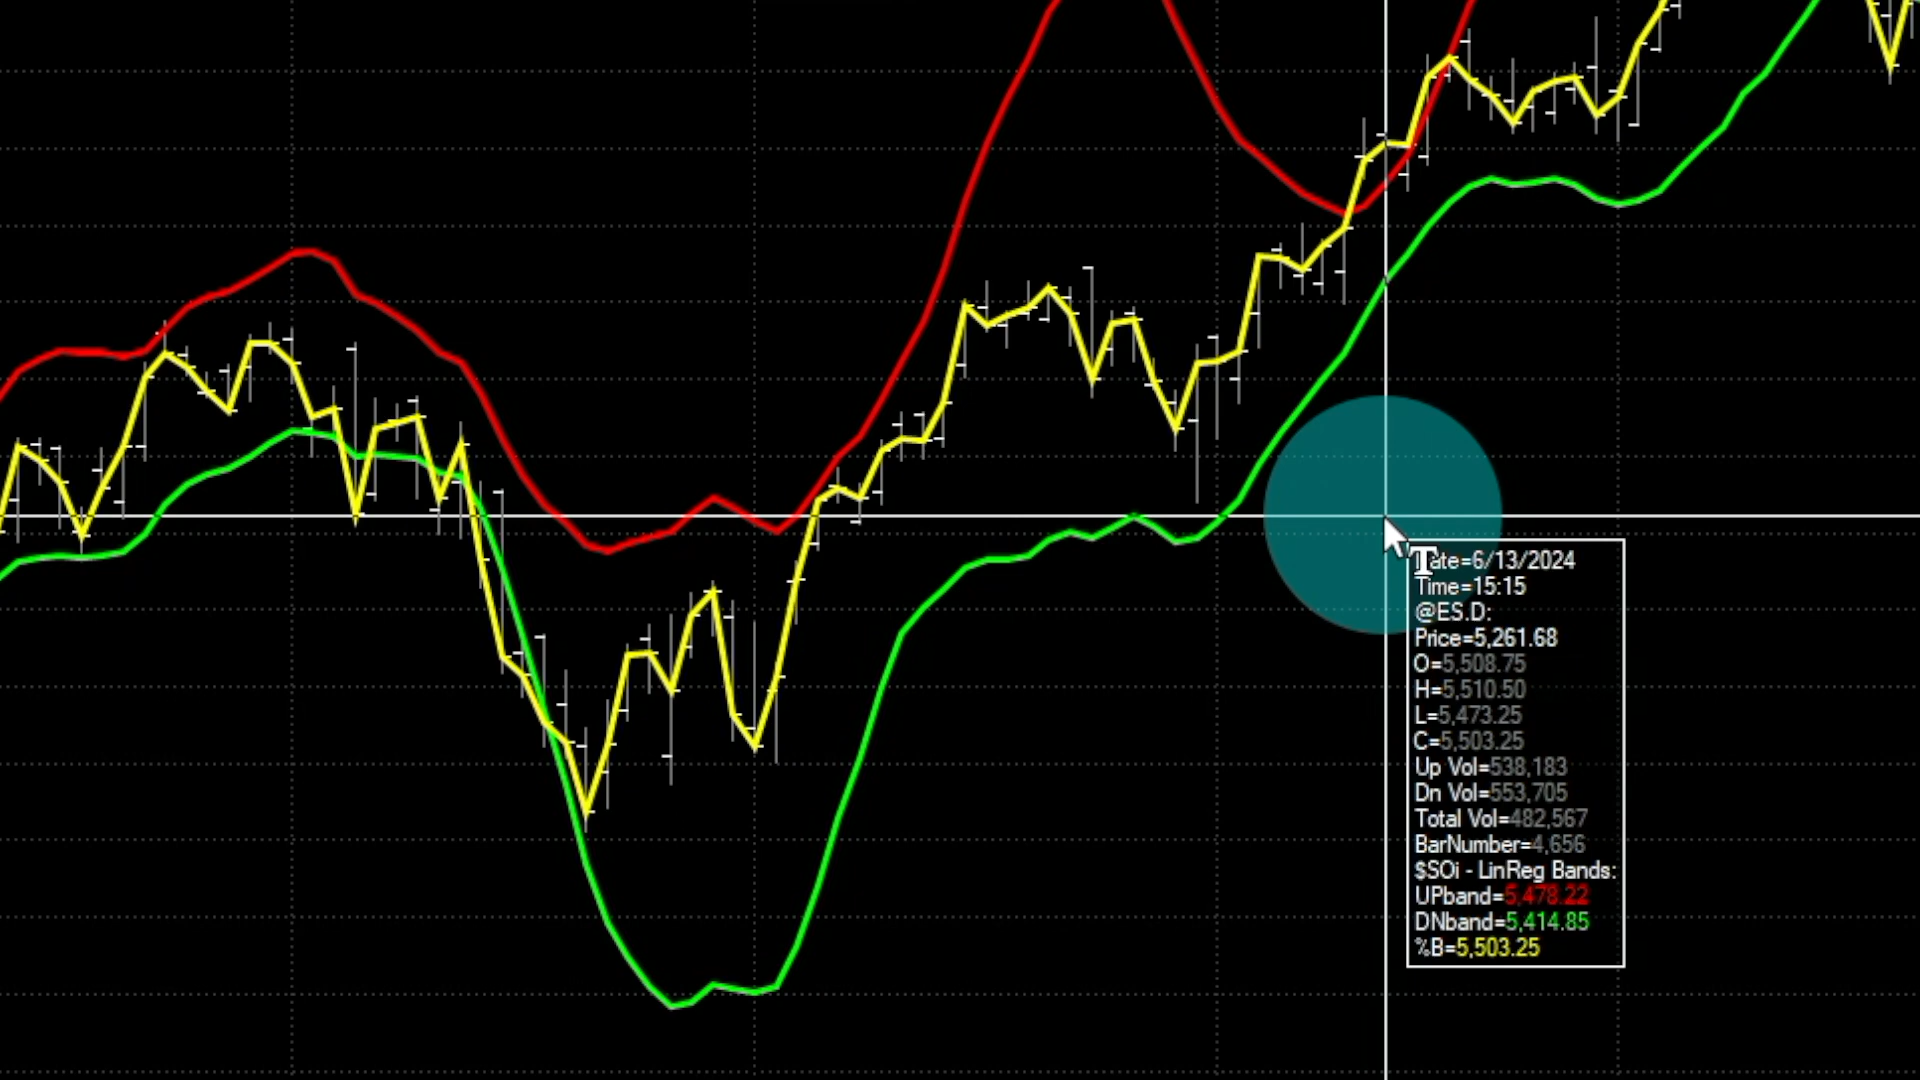 Date=6/13/2024
Time=15:15
@ES.D:
Price=5,261.68
O=5,508.75
H=5,510.50
L=5,473.25
C=5,503.25
Up Vol=538,183
Dn Vol=553,705
Total Vol=482,567
BarNumber=4,656
$SOi - LinReg Bands:
UPband=5,478.22
DNband=5,414.85
%B=5,503.25